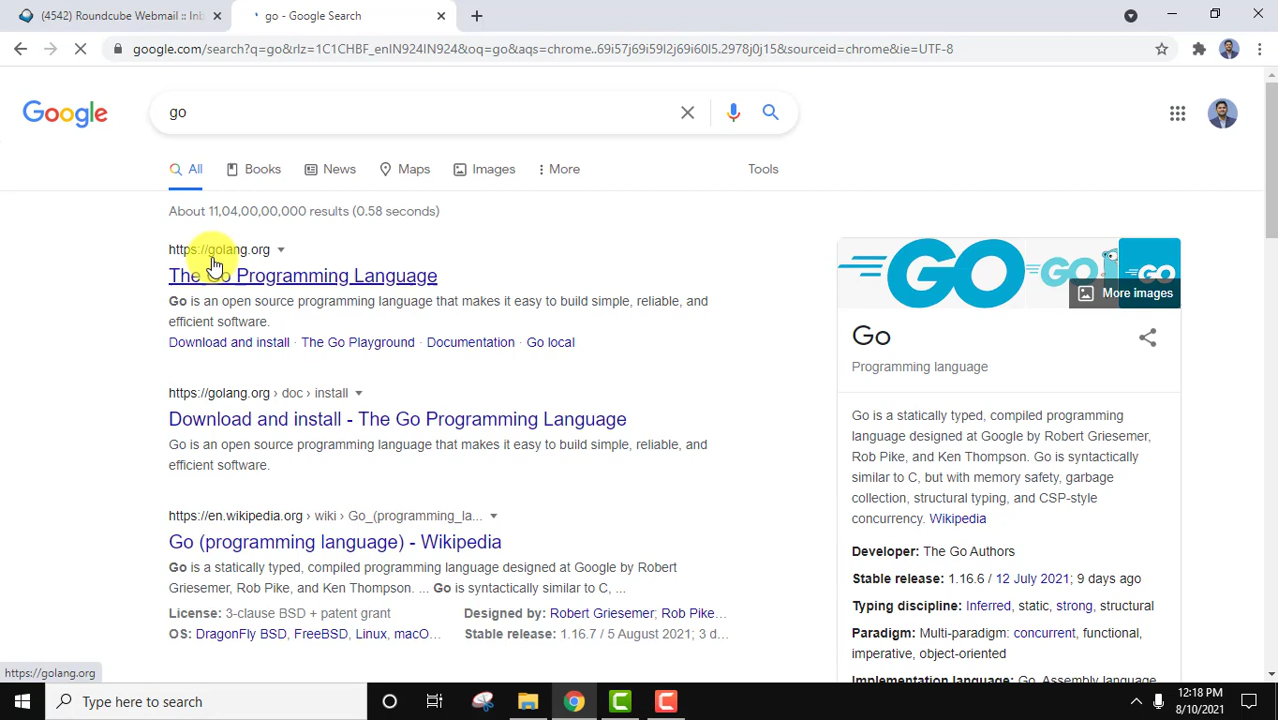 (4542) Roundcube Webmail :: Inb
go - Google Search
google.com/search?q=go&rlz=1C1CHBF_enIN924IN924&oq=go&aqs=chrome..69i57j69i59l2j69i60l5.2978j0j15&sourceid=chrome&ie=UTF-8
Google
go
All
Books
News
Maps
Images
More
Tools
About 11,04,00,00,000 results (0.58 seconds)
https://golang.org
The Go Programming Language
Go is an open source programming language that makes it easy to build simple, reliable, and
efficient software.
Download and install · The Go Playground · Documentation · Go local
https://golang.org › doc › install
Download and install - The Go Programming Language
Go is an open source programming language that makes it easy to build simple, reliable, and
efficient software.
https://en.wikipedia.org › wiki › Go_(programming_la...
Go (programming language) - Wikipedia
Go is a statically typed, compiled programming language designed at Google by Robert
Griesemer, Rob Pike, and Ken Thompson. ... Go is syntactically similar to C, ...
License: 3-clause BSD + patent grant
Designed by: Robert Griesemer; Rob Pike...
OS: DragonFly BSD, FreeBSD, Linux, macO...
Stable release: 1.16.7 / 5 August 2021; 3 d...
GO
GO
GO
More images
Go
Programming language
Go is a statically typed, compiled programming
language designed at Google by Robert Griesemer,
Rob Pike, and Ken Thompson. Go is syntactically
similar to C, but with memory safety, garbage
collection, structural typing, and CSP-style
concurrency. Wikipedia
Developer: The Go Authors
Stable release: 1.16.6 / 12 July 2021; 9 days ago
Typing discipline: Inferred, static, strong, structural
Paradigm: Multi-paradigm: concurrent, functional,
imperative, object-oriented
Implementation language: Go, Assembly language
https://golang.org
Type here to search
12:18 PM
8/10/2021